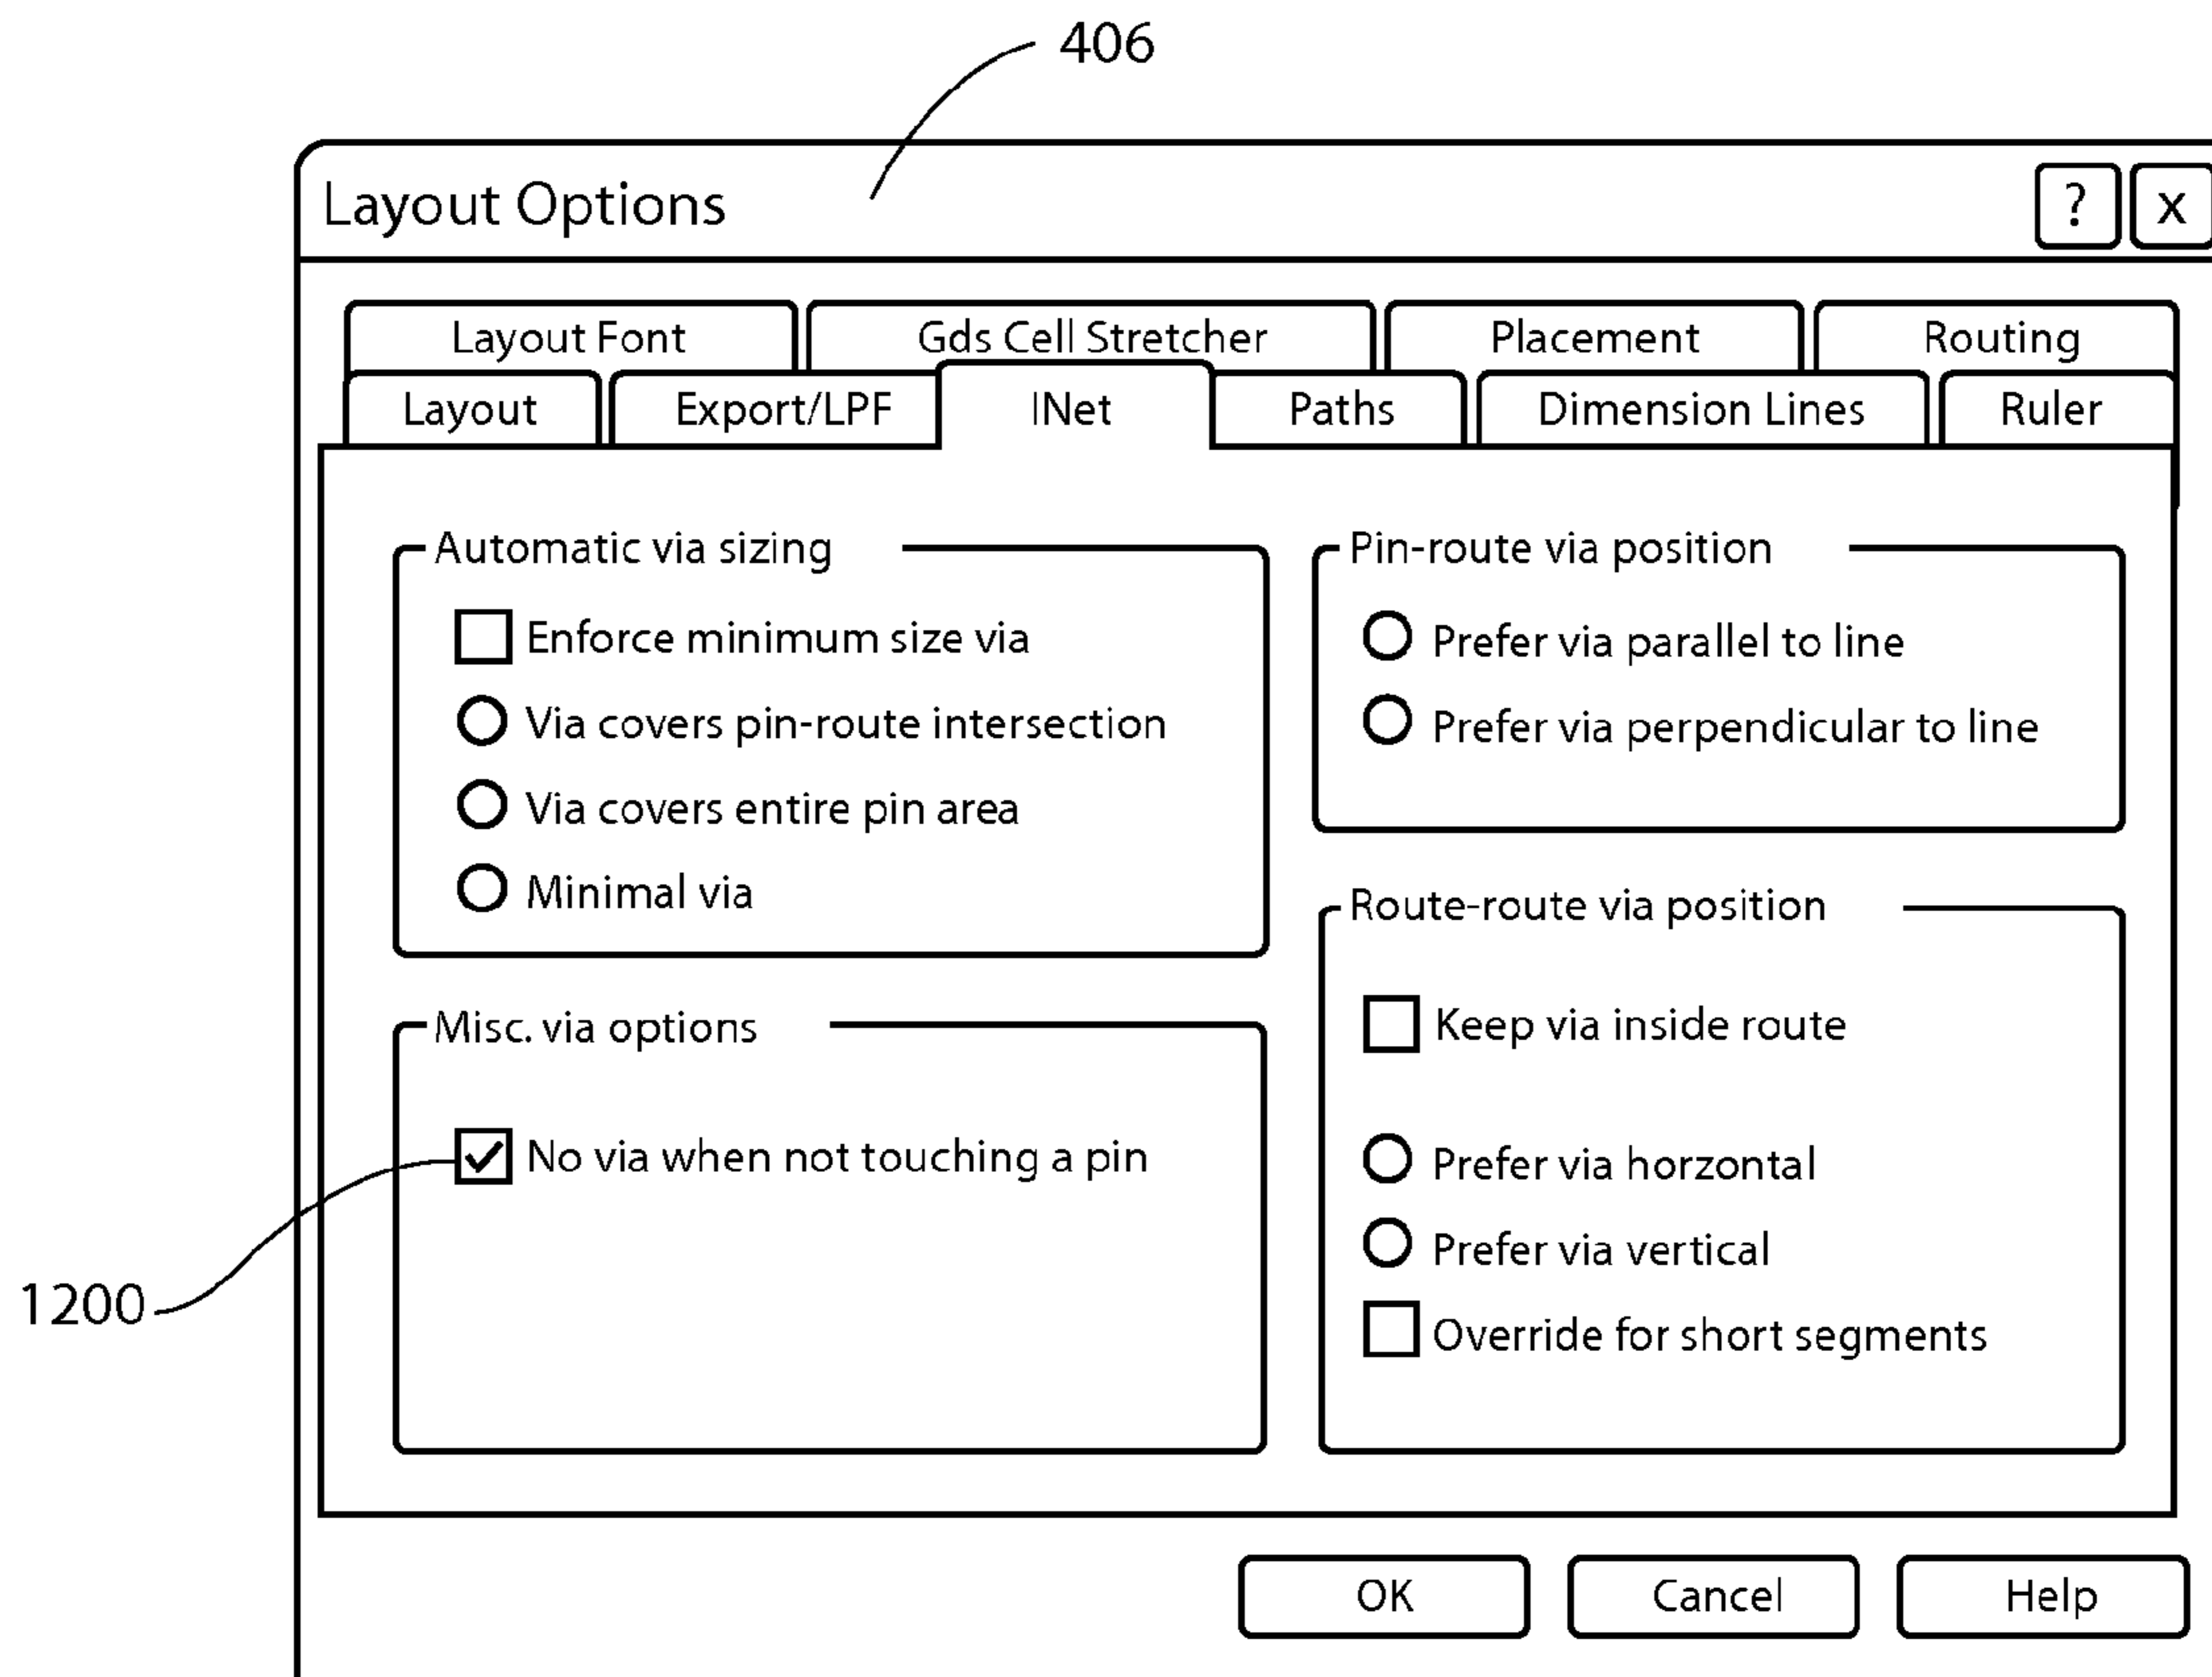 406
Layout Options
? x
Layout Font Gds Cell Stretcher Placement Routing
Layout Export/LPF INet Paths Dimension Lines Ruler
Automatic via sizing
Enforce minimum size via
Via covers pin-route intersection
Via covers entire pin area
Minimal via
Pin-route via position
Prefer via parallel to line
Prefer via perpendicular to line
Misc. via options
No via when not touching a pin
1200
Route-route via position
Keep via inside route
Prefer via horzontal
Prefer via vertical
Override for short segments
OK Cancel Help